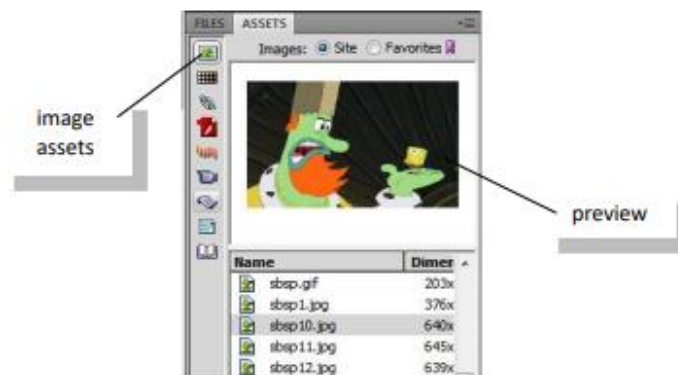 FILES ASSETS
Images: Site Favorites
image
assets
preview
Name Dimer
sbsp.gif 203x
sbsp1.jpg 376x
sbsp10.jpg 640x
sbsp11.jpg 645x
sbsp12.jpg 639x